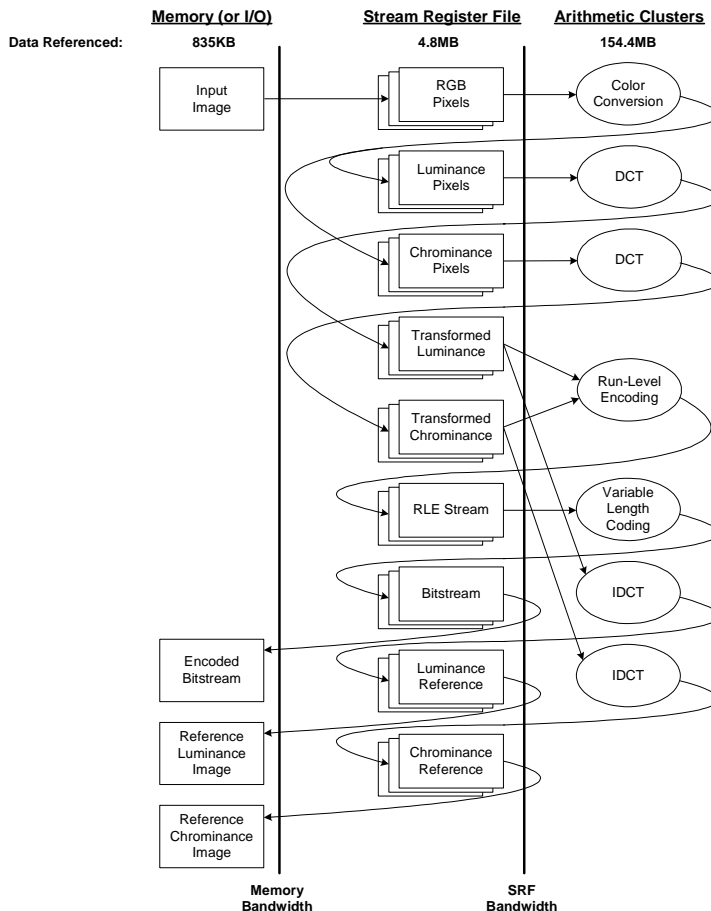 Memory (or I/O) Stream Register File Arithmetic Clusters
Data Referenced: 835KB 4.8MB 154.4MB
Input
Image
RGB
Pixels
Color
Conversion
Luminance
Pixels
DCT
Chrominance
Pixels
DCT
Transformed
Luminance
Run-Level
Encoding
Transformed
Chrominance
RLE Stream
Variable
Length
Coding
Bitstream
IDCT
Encoded
Bitstream
Luminance
Reference
IDCT
Reference
Luminance
Image
Chrominance
Reference
Reference
Chrominance
Image
Memory
Bandwidth
SRF
Bandwidth